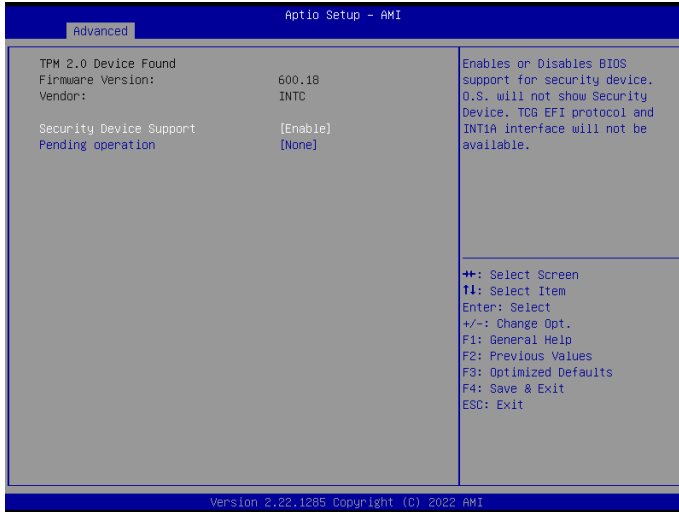 Aptio Setup - AMI
Advanced
TPM 2.0 Device Found
Firmware Version: 600.18
Vendor: INTC
Security Device Support [Enable]
Pending operation [None]
Enables or Disables BIOS
support for security device.
O.S. will not show Security
Device. TCG EFI protocol and
INT1A interface will not be
available.
→←: Select Screen
↑↓: Select Item
Enter: Select
+/-: Change Opt.
F1: General Help
F2: Previous Values
F3: Optimized Defaults
F4: Save & Exit
ESC: Exit
Version 2.22.1285 Copyright (C) 2022 AMI